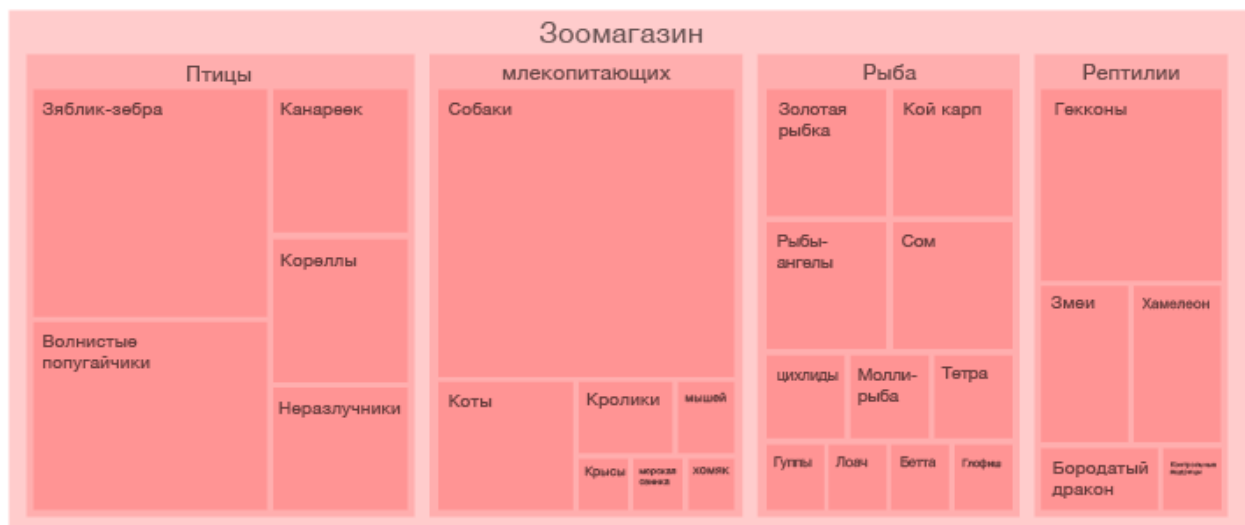 Зоомагазин
Птицы
Зяблик-зебра
Канареек
Кореллы
Волнистые
попугайчики
Неразлучники
млекопитающих
Собаки
Коты
Кролики
мышей
Крысы
морская
свинка
хомяк
Рыба
Золотая
рыбка
Кой карп
Рыбы-
ангелы
Сом
цихлиды
Молли-
рыба
Тетра
Гуппы
Лоач
Бетта
Глофиш
Рептилии
Гекконы
Змеи
Хамелеон
Бородатый
дракон